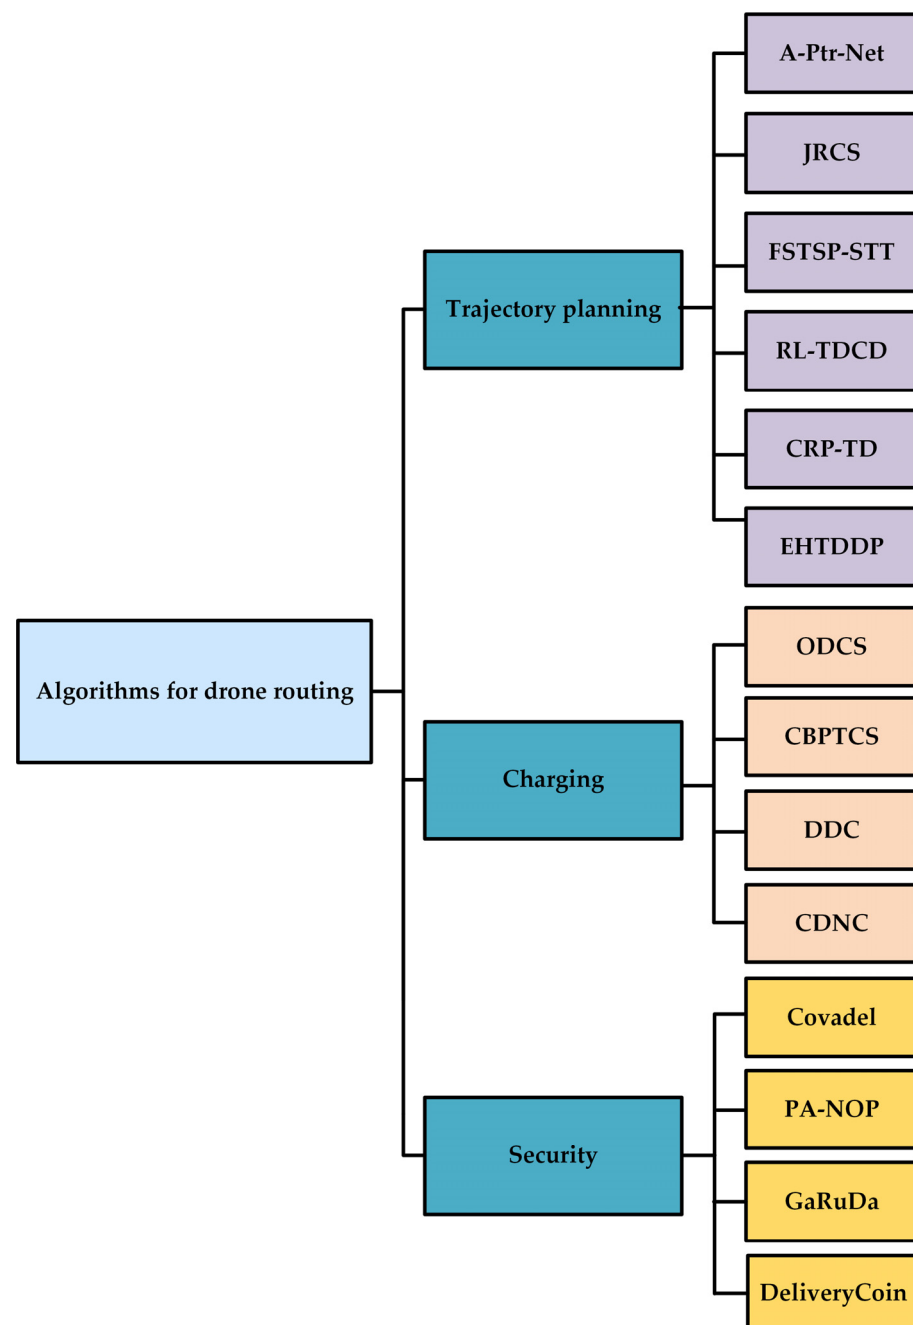 Algorithms for drone routing
Trajectory planning
A-Ptr-Net
JRCS
FSTSP-STT
RL-TDCD
CRP-TD
EHTDDP
Charging
ODCS
CBPTCS
DDC
CDNC
Security
Covadel
PA-NOP
GaRuDa
DeliveryCoin